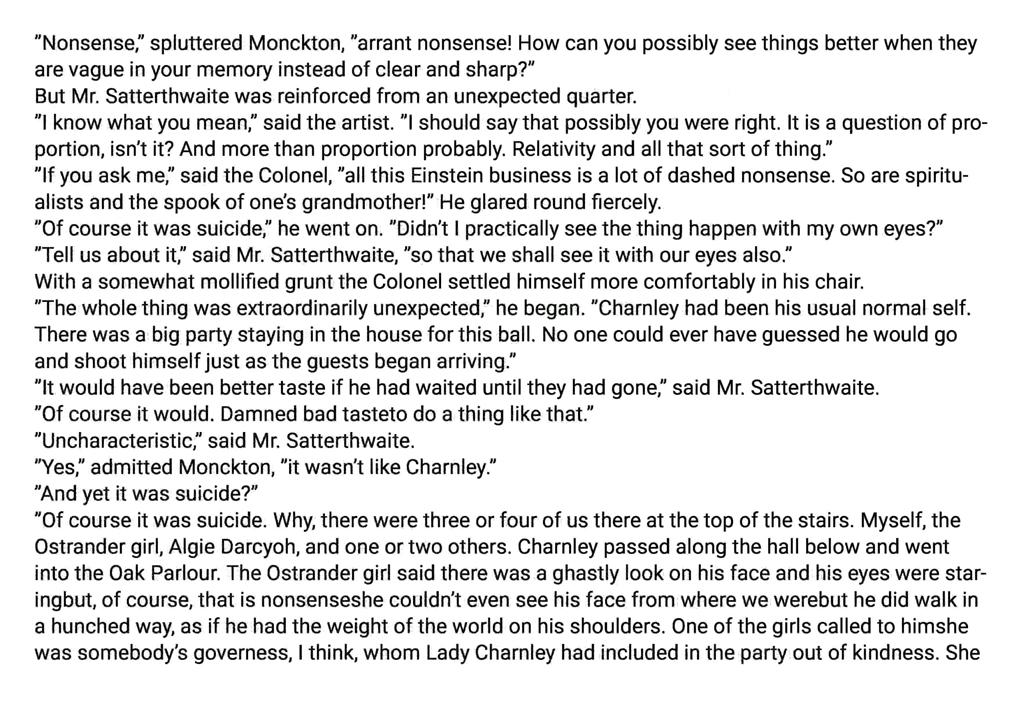 ”Nonsense,” spluttered Monckton, ”arrant nonsense! How can you possibly see things better when they
are vague in your memory instead of clear and sharp?”
But Mr. Satterthwaite was reinforced from an unexpected quarter.
”I know what you mean,” said the artist. ”I should say that possibly you were right. It is a question of pro-
portion, isn’t it? And more than proportion probably. Relativity and all that sort of thing.”
”If you ask me,” said the Colonel, ”all this Einstein business is a lot of dashed nonsense. So are spiritu-
alists and the spook of one’s grandmother!” He glared round fiercely.
”Of course it was suicide,” he went on. ”Didn’t I practically see the thing happen with my own eyes?”
”Tell us about it,” said Mr. Satterthwaite, ”so that we shall see it with our eyes also.”
With a somewhat mollified grunt the Colonel settled himself more comfortably in his chair.
”The whole thing was extraordinarily unexpected,” he began. ”Charnley had been his usual normal self.
There was a big party staying in the house for this ball. No one could ever have guessed he would go
and shoot himself just as the guests began arriving.”
”It would have been better taste if he had waited until they had gone,” said Mr. Satterthwaite.
”Of course it would. Damned bad tasteto do a thing like that.”
”Uncharacteristic,” said Mr. Satterthwaite.
”Yes,” admitted Monckton, ”it wasn’t like Charnley.”
”And yet it was suicide?”
”Of course it was suicide. Why, there were three or four of us there at the top of the stairs. Myself, the
Ostrander girl, Algie Darcyoh, and one or two others. Charnley passed along the hall below and went
into the Oak Parlour. The Ostrander girl said there was a ghastly look on his face and his eyes were star-
ingbut, of course, that is nonsenseshe couldn’t even see his face from where we werebut he did walk in
a hunched way, as if he had the weight of the world on his shoulders. One of the girls called to himshe
was somebody’s governess, I think, whom Lady Charnley had included in the party out of kindness. She